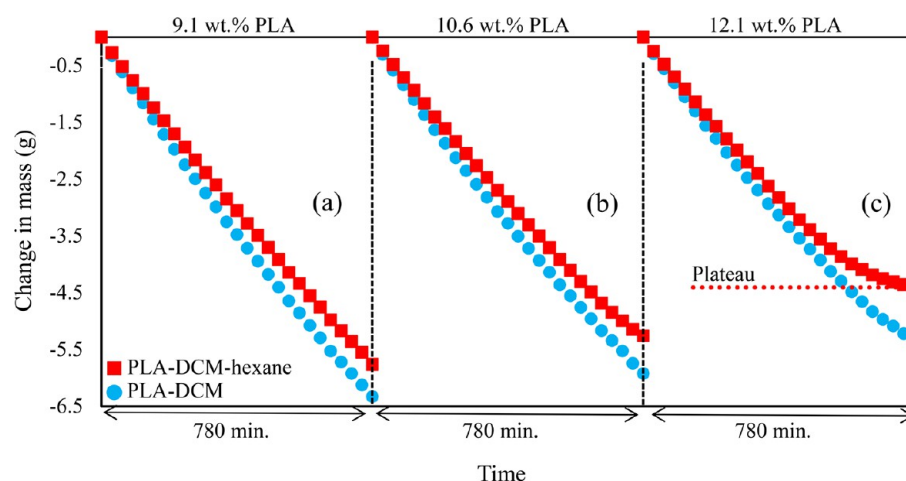 9.1 wt.% PLA 10.6 wt.% PLA 12.1 wt.% PLA
-0.5
-1.5
-2.5
-3.5
-4.5
-5.5
-6.5
Change in mass (g)
(a) (b) (c)
Plateau
PLA-DCM-hexane
PLA-DCM
780 min. 780 min. 780 min.
Time